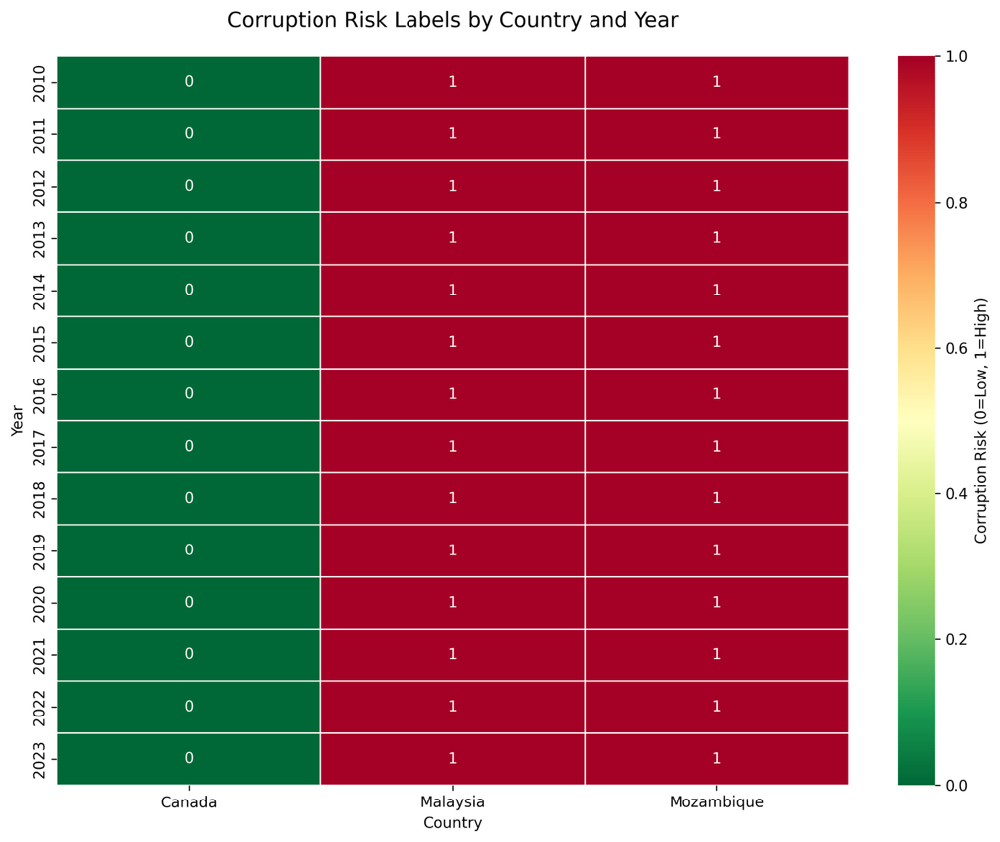 Corruption Risk Labels by Country and Year
2010 0 1 1
2011 0 1 1
2012 0 1 1
2013 0 1 1
2014 0 1 1
2015 0 1 1
2016 0 1 1
2017 0 1 1
2018 0 1 1
2019 0 1 1
2020 0 1 1
2021 0 1 1
2022 0 1 1
2023 0 1 1
Year
Canada Malaysia Mozambique
Country
1.0
0.8
0.6
0.4
0.2
0.0
Corruption Risk (0=Low, 1=High)